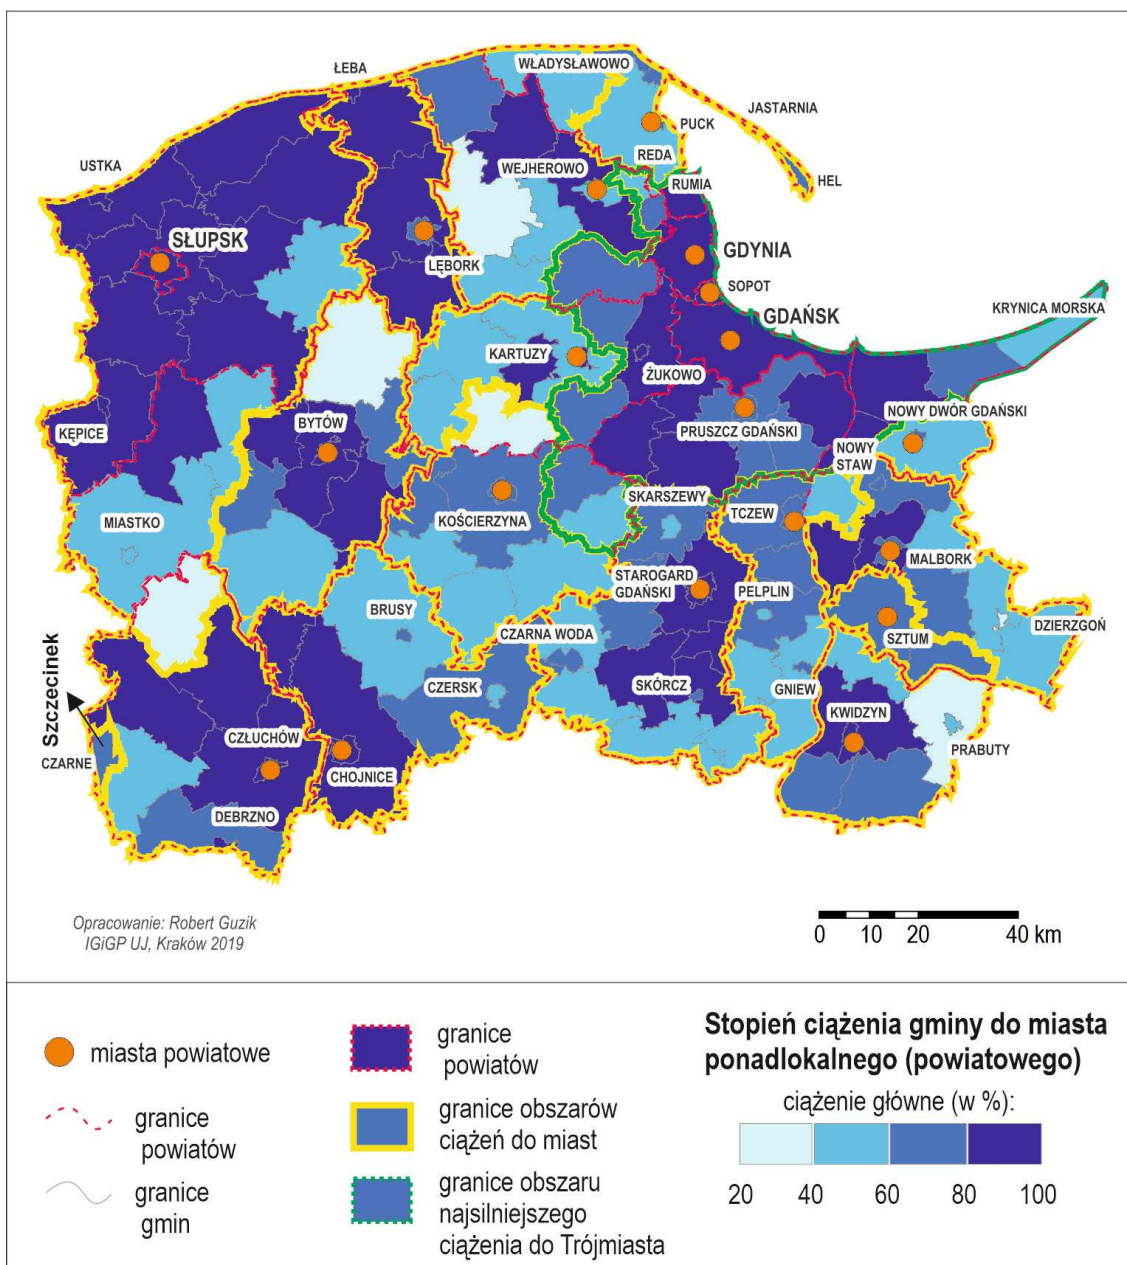 ŁEBA
WŁADYSŁAWOWO
JASTARNIA
PUCK
USTKA
REDA
WEJHEROWO
RUMIA
HEL
SŁUPSK
GDYNIA
LĘBORK
SOPOT
KRYNICA MORSKA
GDAŃSK
KARTUZY
ŻUKOWO
NOWY DWÓR GDAŃSKI
BYTÓW
KĘPICE
PRUSZCZ GDAŃSKI
NOWY
STAW
SKARSZEWY
MIASTKO
KOŚCIERZYNA
TCZEW
MALBORK
STAROGARD
GDAŃSKI
PELPLIN
BRUSY
DZIERZGOŃ
CZARNA WODA
SZTUM
Szczecinek
CZERSK
SKÓRCZ
GNIEW
KWIDZYN
CZŁUCHÓW
PRABUTY
CZARNE
CHOJNICE
DEBRZNO
Opracowanie: Robert Guzik
IGiGP UJ, Kraków 2019
0 10 20 40 km
miasta powiatowe
granice
powiatów
granice
gmin
granice
powiatów
granice obszarów
ciążeń do miast
granice obszaru
najsilniejszego
ciążenia do Trójmiasta
Stopień ciążenia gminy do miasta
ponadlokalnego (powiatowego)
ciążenie główne (w %):
20 40 60 80 100